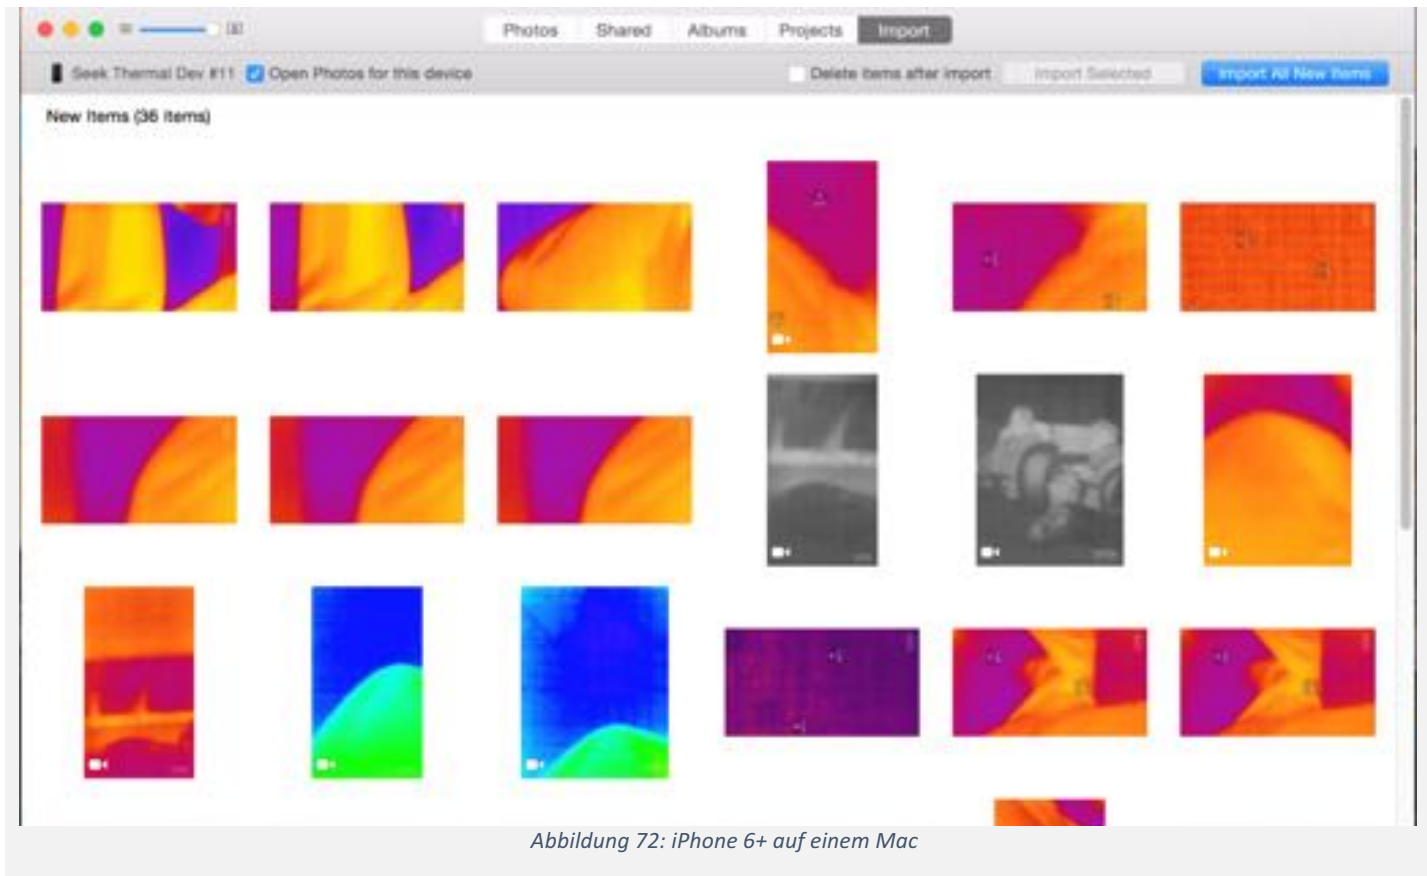 Photos Shared Albums Projects Import
Seek Thermal Dev #11 Open Photos for this device Delete items after import Import Selected Import All New Items
New Items (36 items)
Abbildung 72: iPhone 6+ auf einem Mac